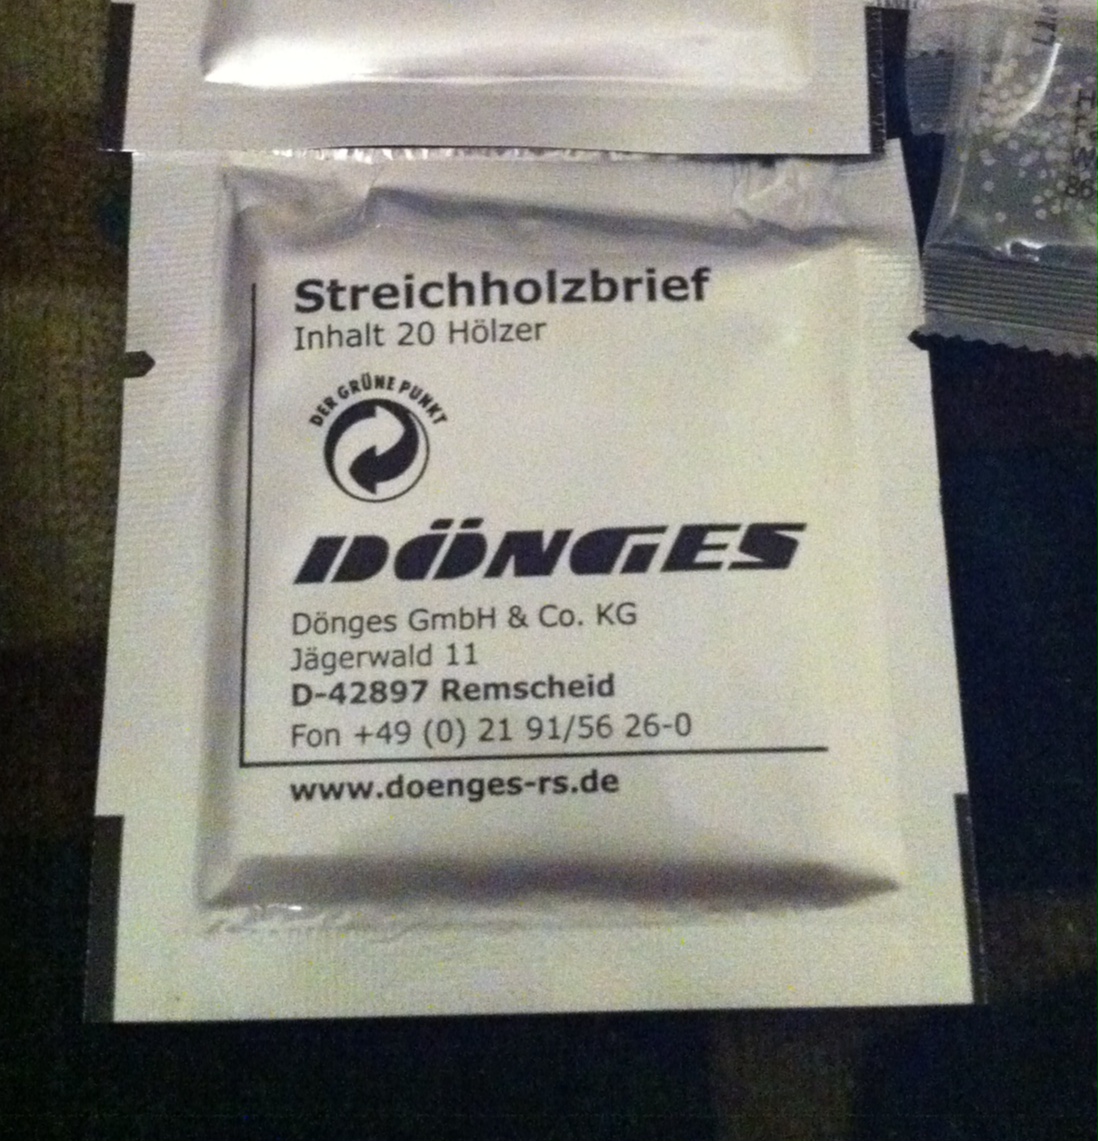 Streichholzbrief
Inhalt 20 Hölzer
DER GRÜNE PUNKT
DÖNGES
Dönges GmbH & Co. KG
Jägerwald 11
D-42897 Remscheid
Fon +49 (0) 21 91/56 26-0
www.doenges-rs.de